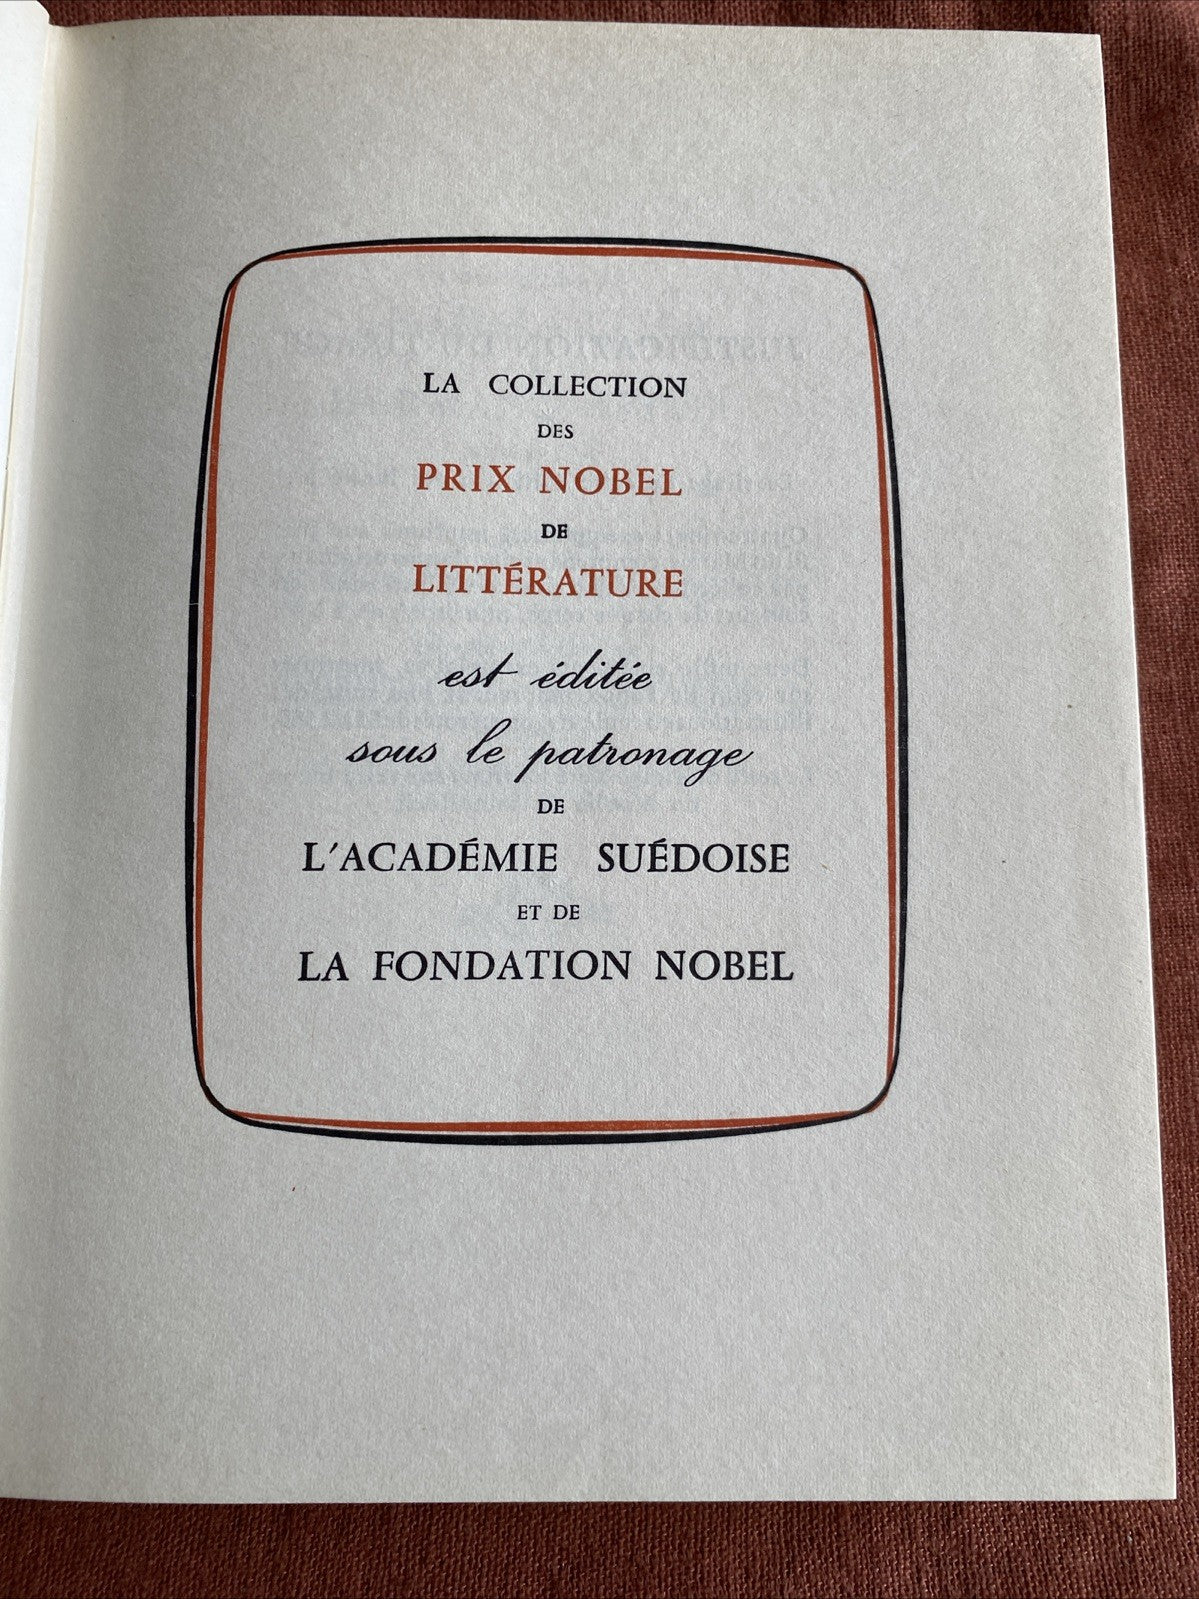 LA COLLECTION
DES
PRIX NOBEL
DE
LITTÉRATURE
est éditée
sous le patronage
DE
L'ACADÉMIE SUÉDOISE
ET DE
LA FONDATION NOBEL